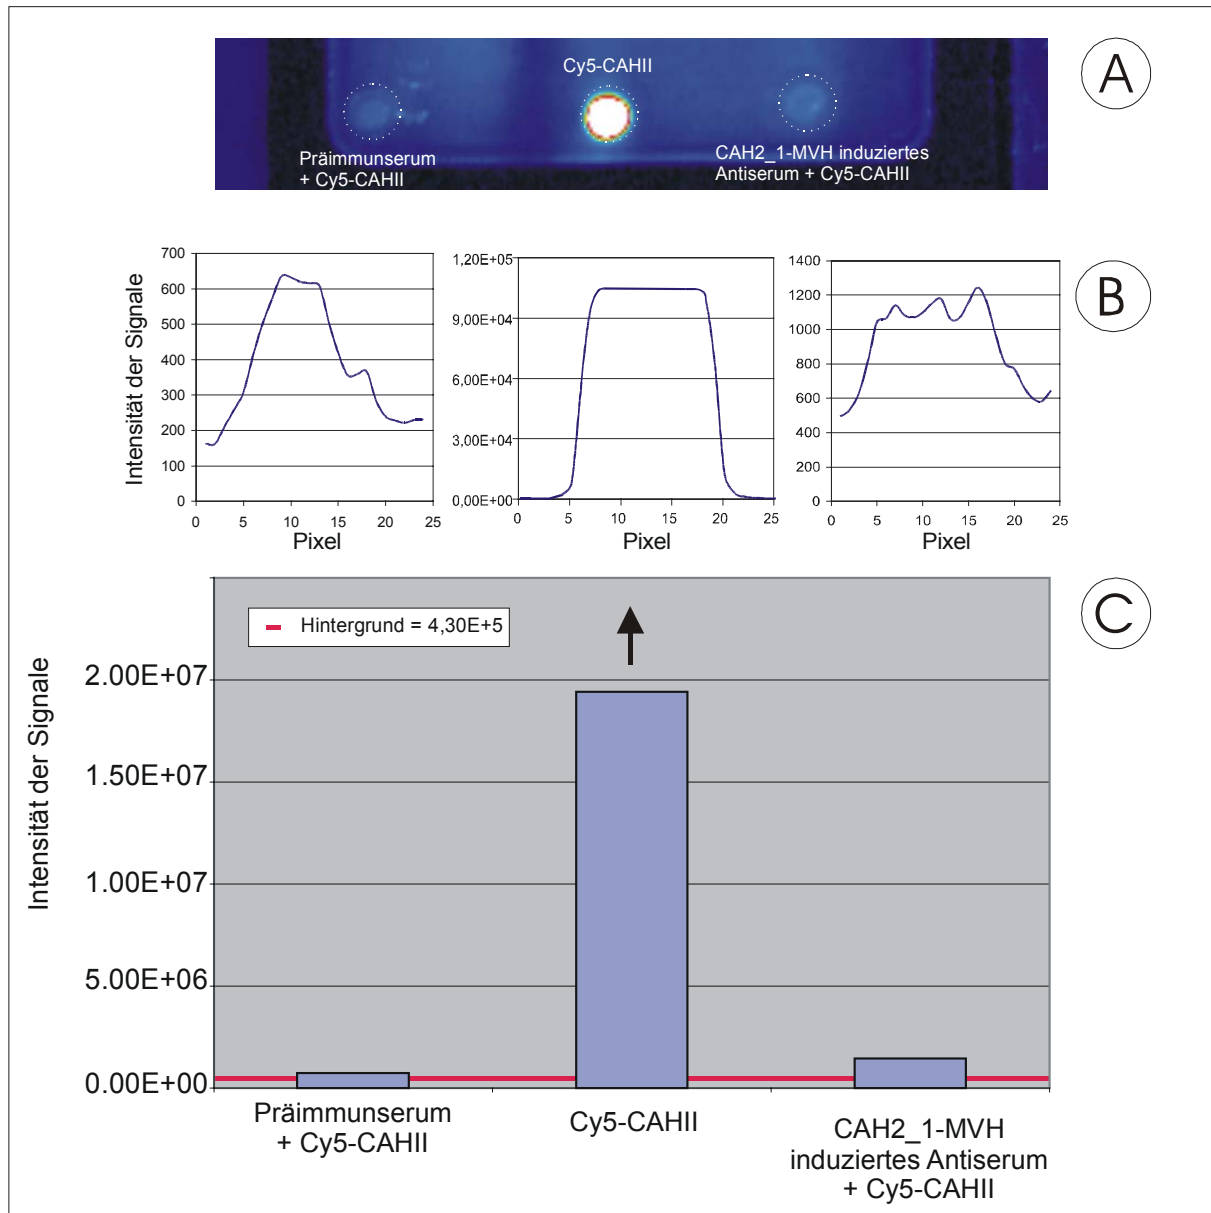 A
Cy5-CAHII
Präimmunserum
+ Cy5-CAHII
CAH2_1-MVH induziertes
Antiserum + Cy5-CAHII
B
Intensität der Signale
700
600
500
400
300
200
100
0
0 5 10 15 20 25
Pixel
1,20E+05
9,00E+04
6,00E+04
3,00E+04
0,00E+00
0 5 10 15 20 25
Pixel
1400
1200
1000
800
600
400
200
0
0 5 10 15 20 25
Pixel
C
Hintergrund = 4,30E+5
Intensität der Signale
2.00E+07
1.50E+07
1.00E+07
5.00E+06
0.00E+00
Präimmunserum
+ Cy5-CAHII
Cy5-CAHII
CAH2_1-MVH
induziertes Antiserum
+ Cy5-CAHII